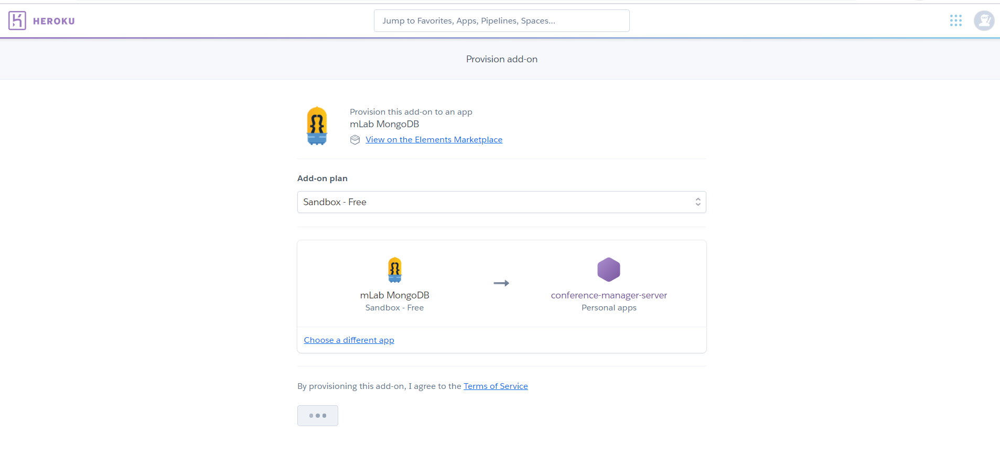 HEROKU
Jump to Favorites, Apps, Pipelines, Spaces...
Provision add-on
Provision this add-on to an app
mLab MongoDB
View on the Elements Marketplace
Add-on plan
Sandbox - Free
mLab MongoDB
Sandbox - Free
conference-manager-server
Personal apps
Choose a different app
By provisioning this add-on, I agree to the Terms of Service